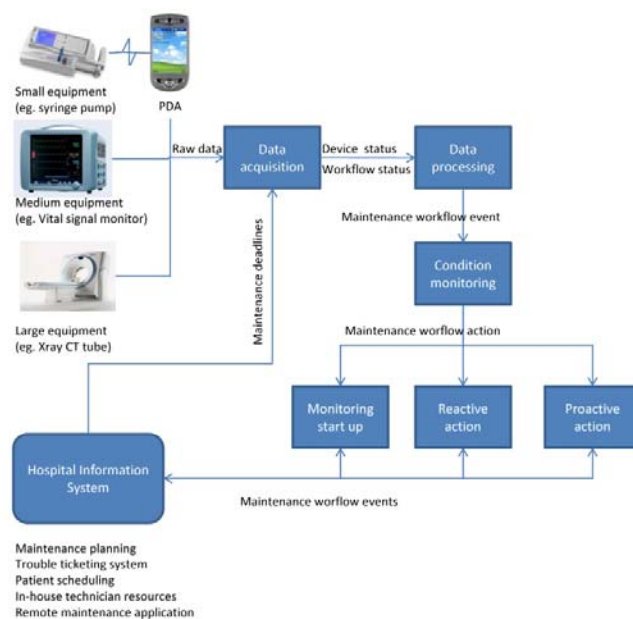 Small equipment
(eg. syringe pump)
PDA
Medium equipment
(eg. Vital signal monitor)
Large equipment
(eg. Xray CT tube)
Raw data
Data
acquisition
Device status
Workflow status
Data
processing
Maintenance workflow event
Condition
monitoring
Maintenance deadlines
Maintenance worflow action
Monitoring
start up
Reactive
action
Proactive
action
Hospital Information
System
Maintenance worflow events
Maintenance planning
Trouble ticketing system
Patient scheduling
In-house technician resources
Remote maintenance application